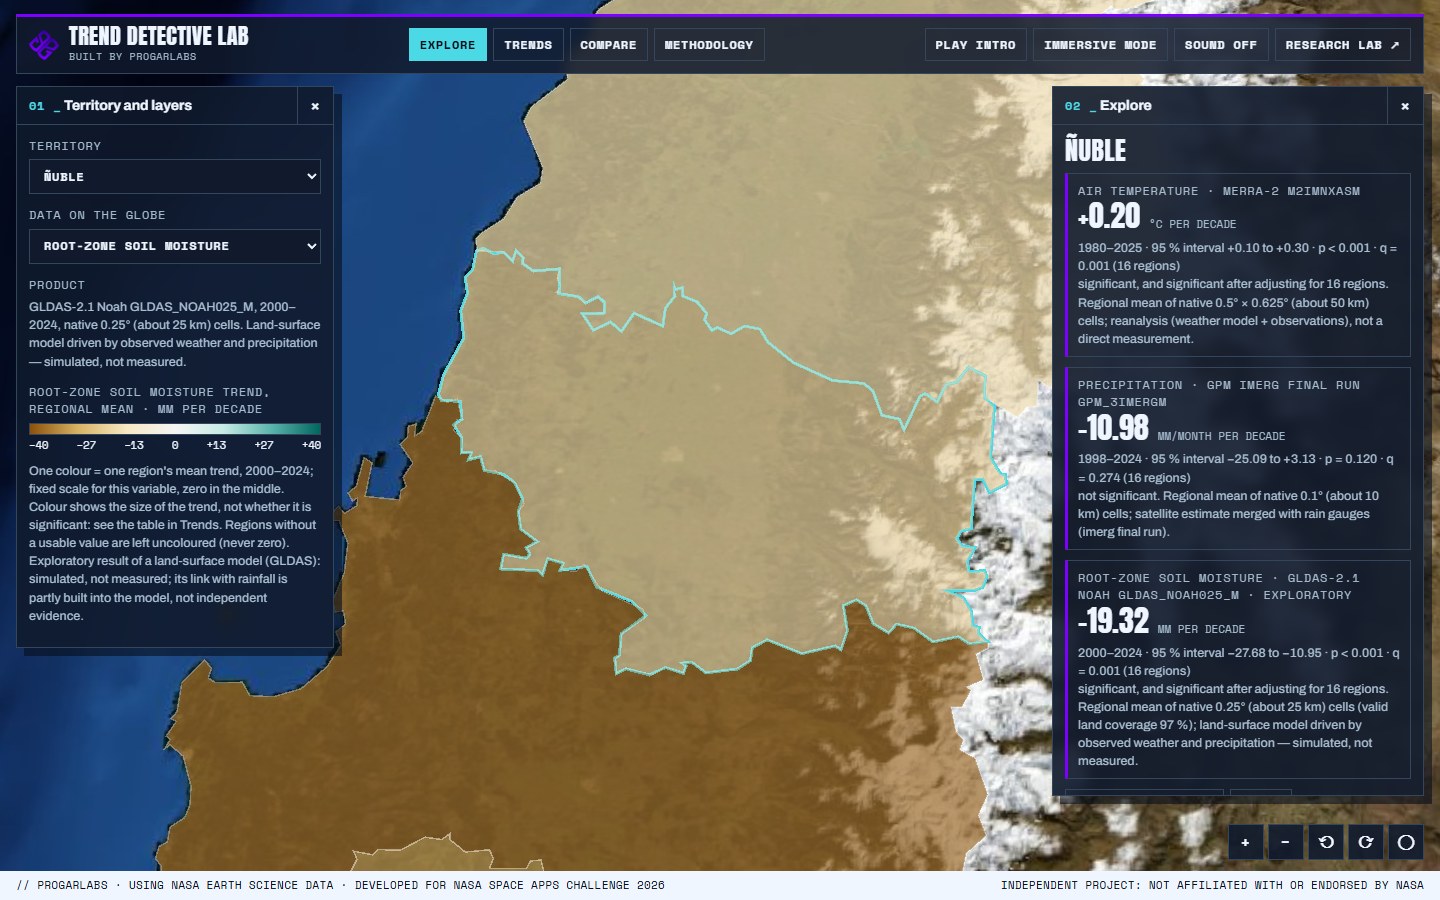 TREND DETECTIVE LAB
BUILT BY PROGARLABS
EXPLORE
TRENDS
COMPARE
METHODOLOGY
PLAY INTRO
IMMERSIVE MODE
SOUND OFF
RESEARCH LAB ↗
01 _ Territory and layers
×
TERRITORY
ÑUBLE
DATA ON THE GLOBE
ROOT-ZONE SOIL MOISTURE
PRODUCT
GLDAS-2.1 Noah GLDAS_NOAH025_M, 2000–
2024, native 0.25° (about 25 km) cells. Land-surface
model driven by observed weather and precipitation
— simulated, not measured.
ROOT-ZONE SOIL MOISTURE TREND,
REGIONAL MEAN · MM PER DECADE
−40 −27 −13 0 +13 +27 +40
One colour = one region's mean trend, 2000–2024;
fixed scale for this variable, zero in the middle.
Colour shows the size of the trend, not whether it is
significant: see the table in Trends. Regions without
a usable value are left uncoloured (never zero).
Exploratory result of a land-surface model (GLDAS):
simulated, not measured; its link with rainfall is
partly built into the model, not independent
evidence.
02 _ Explore
×
ÑUBLE
AIR TEMPERATURE · MERRA-2 M2IMNXASM
+0.20 °C PER DECADE
1980–2025 · 95 % interval +0.10 to +0.30 · p < 0.001 · q =
0.001 (16 regions)
significant, and significant after adjusting for 16 regions.
Regional mean of native 0.5° × 0.625° (about 50 km)
cells; reanalysis (weather model + observations), not a
direct measurement.
PRECIPITATION · GPM IMERG FINAL RUN
GPM_3IMERGM
−10.98 MM/MONTH PER DECADE
1998–2024 · 95 % interval −25.09 to +3.13 · p = 0.120 · q
= 0.274 (16 regions)
not significant. Regional mean of native 0.1° (about 10
km) cells; satellite estimate merged with rain gauges
(imerg final run).
ROOT-ZONE SOIL MOISTURE · GLDAS-2.1
NOAH GLDAS_NOAH025_M · EXPLORATORY
−19.32 MM PER DECADE
2000–2024 · 95 % interval −27.68 to −10.95 · p < 0.001 · q
= 0.001 (16 regions)
significant, and significant after adjusting for 16 regions.
Regional mean of native 0.25° (about 25 km) cells (valid
land coverage 97 %); land-surface model driven by
observed weather and precipitation — simulated, not
measured.
+ −
// PROGARLABS · USING NASA EARTH SCIENCE DATA · DEVELOPED FOR NASA SPACE APPS CHALLENGE 2026
INDEPENDENT PROJECT: NOT AFFILIATED WITH OR ENDORSED BY NASA